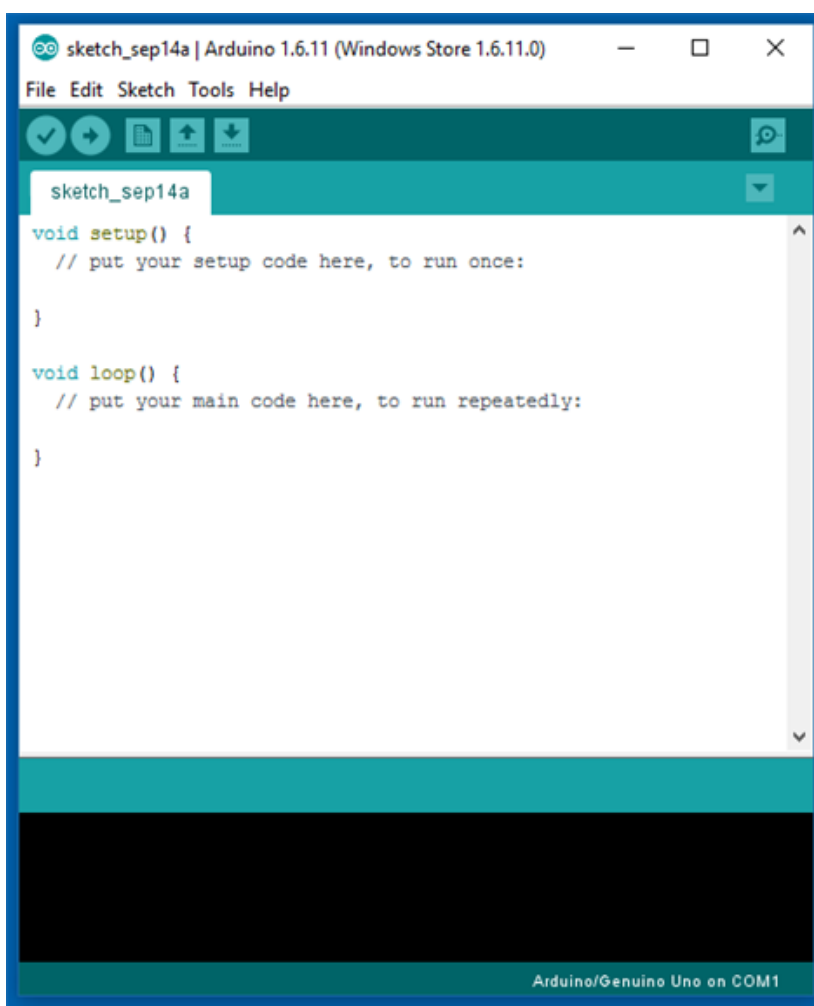 sketch_sep14a | Arduino 1.6.11 (Windows Store 1.6.11.0)
File Edit Sketch Tools Help
sketch_sep14a
void setup() {
  // put your setup code here, to run once:
}
void loop() {
  // put your main code here, to run repeatedly:
}
Arduino/Genuino Uno on COM1